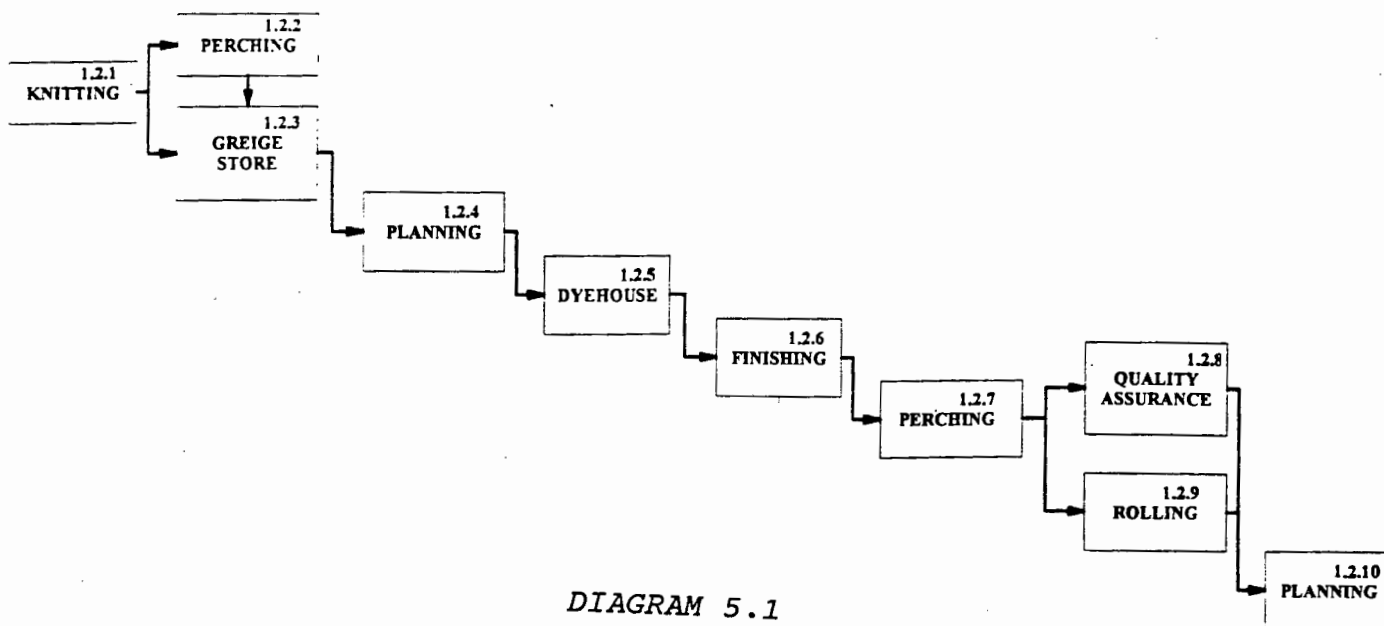 1.2.1
KNITTING
1.2.2
PERCHING
1.2.3
GREIGE
STORE
1.2.4
PLANNING
1.2.5
DYEHOUSE
1.2.6
FINISHING
1.2.7
PERCHING
1.2.8
QUALITY
ASSURANCE
1.2.9
ROLLING
1.2.10
PLANNING
DIAGRAM 5.1